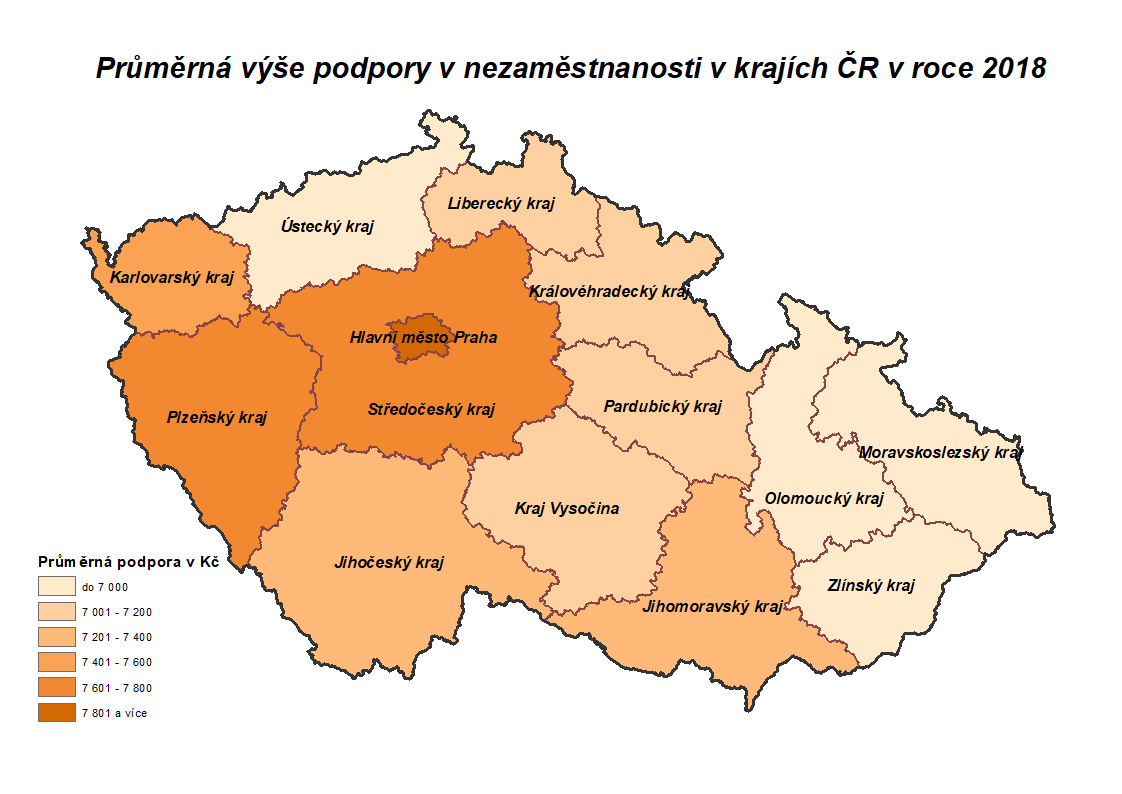 Průměrná výše podpory v nezaměstnanosti v krajích ČR v roce 2018
Liberecký kraj
Ústecký kraj
Karlovarský kraj
Královéhradecký kraj
Hlavní město Praha
Pardubický kraj
Středočeský kraj
Plzeňský kraj
Moravskoslezský kraj
Olomoucký kraj
Kraj Vysočina
Jihočeský kraj
Zlínský kraj
Jihomoravský kraj
Průměrná podpora v Kč
do 7 000
7 001 - 7 200
7 201 - 7 400
7 401 - 7 600
7 601 - 7 800
7 801 a více